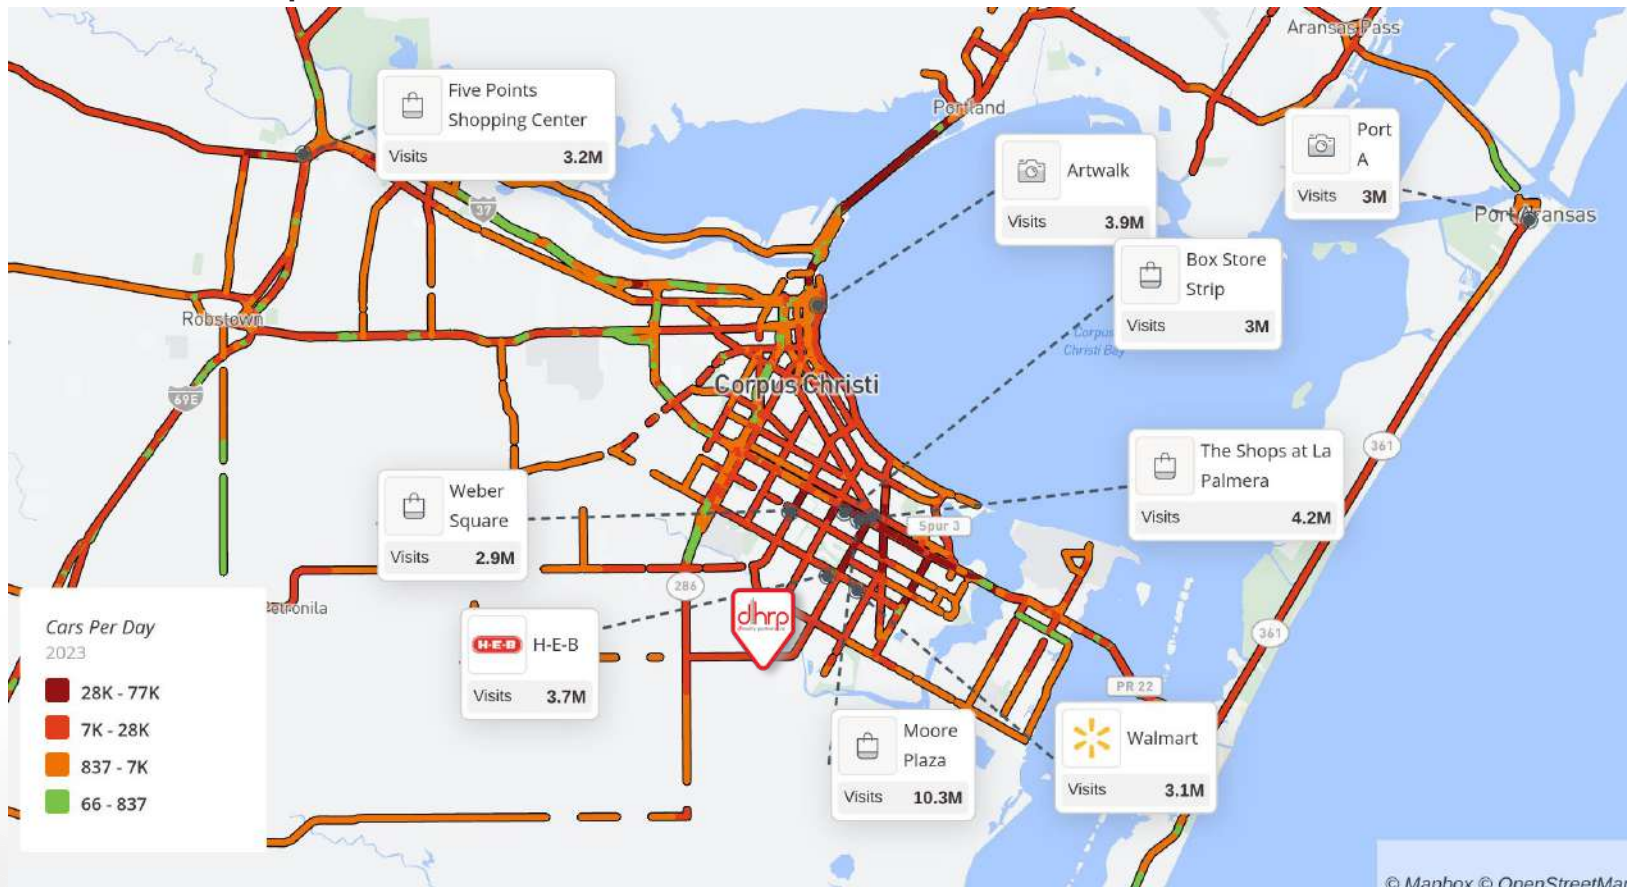 Aransas Pass
Five Points
Shopping Center
Visits 3.2M
Portland
Port
A
Visits 3M
Artwalk
Visits 3.9M
37
Port Aransas
Box Store
Strip
Visits 3M
Robstown
Corpus
Christi Bay
Corpus Christi
69E
361
The Shops at La
Palmera
Visits 4.2M
Weber
Square
Visits 2.9M
Spur 3
286
Petronila
dhrp
361
H-E-B H-E-B
Visits 3.7M
PR 22
Cars Per Day
2023
28K - 77K
7K - 28K
837 - 7K
66 - 837
Moore
Plaza
Visits 10.3M
Walmart
Visits 3.1M
© Mapbox © OpenStreetMap